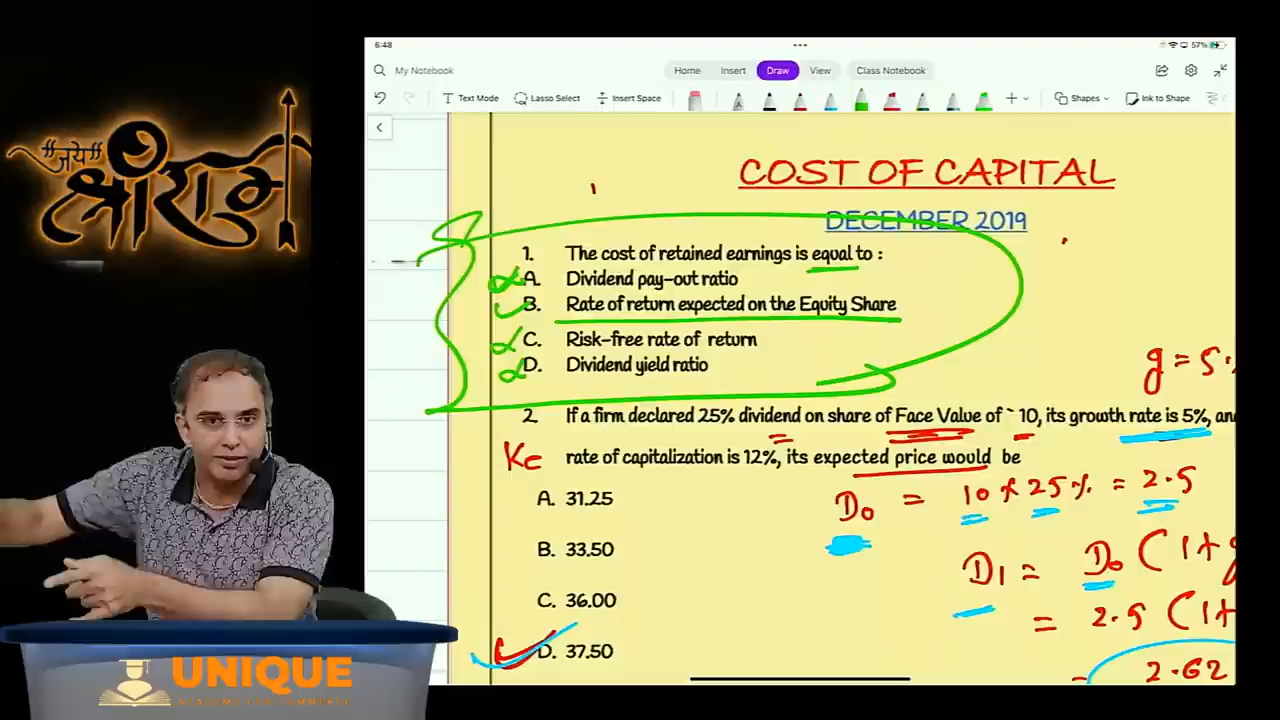 6:48
57%
My Notebook
Home Insert Draw View Class Notebook
Text Mode Lasso Select Insert Space Shapes Ink to Shape
"जय"
श्रीराम
COST OF CAPITAL
DECEMBER 2019
1. The cost of retained earnings is equal to :
A. Dividend pay-out ratio
B. Rate of return expected on the Equity Share
C. Risk-free rate of return
D. Dividend yield ratio
g = 5%
2. If a firm declared 25% dividend on share of Face Value of ` 10, its growth rate is 5%, and
Ke rate of capitalization is 12%, its expected price would be
A. 31.25
D0 = 10 x 25% = 2.5
B. 33.50
D1 = D0 (1+g
C. 36.00
= 2.5 (1+
D. 37.50
= 2.62
UNIQUE